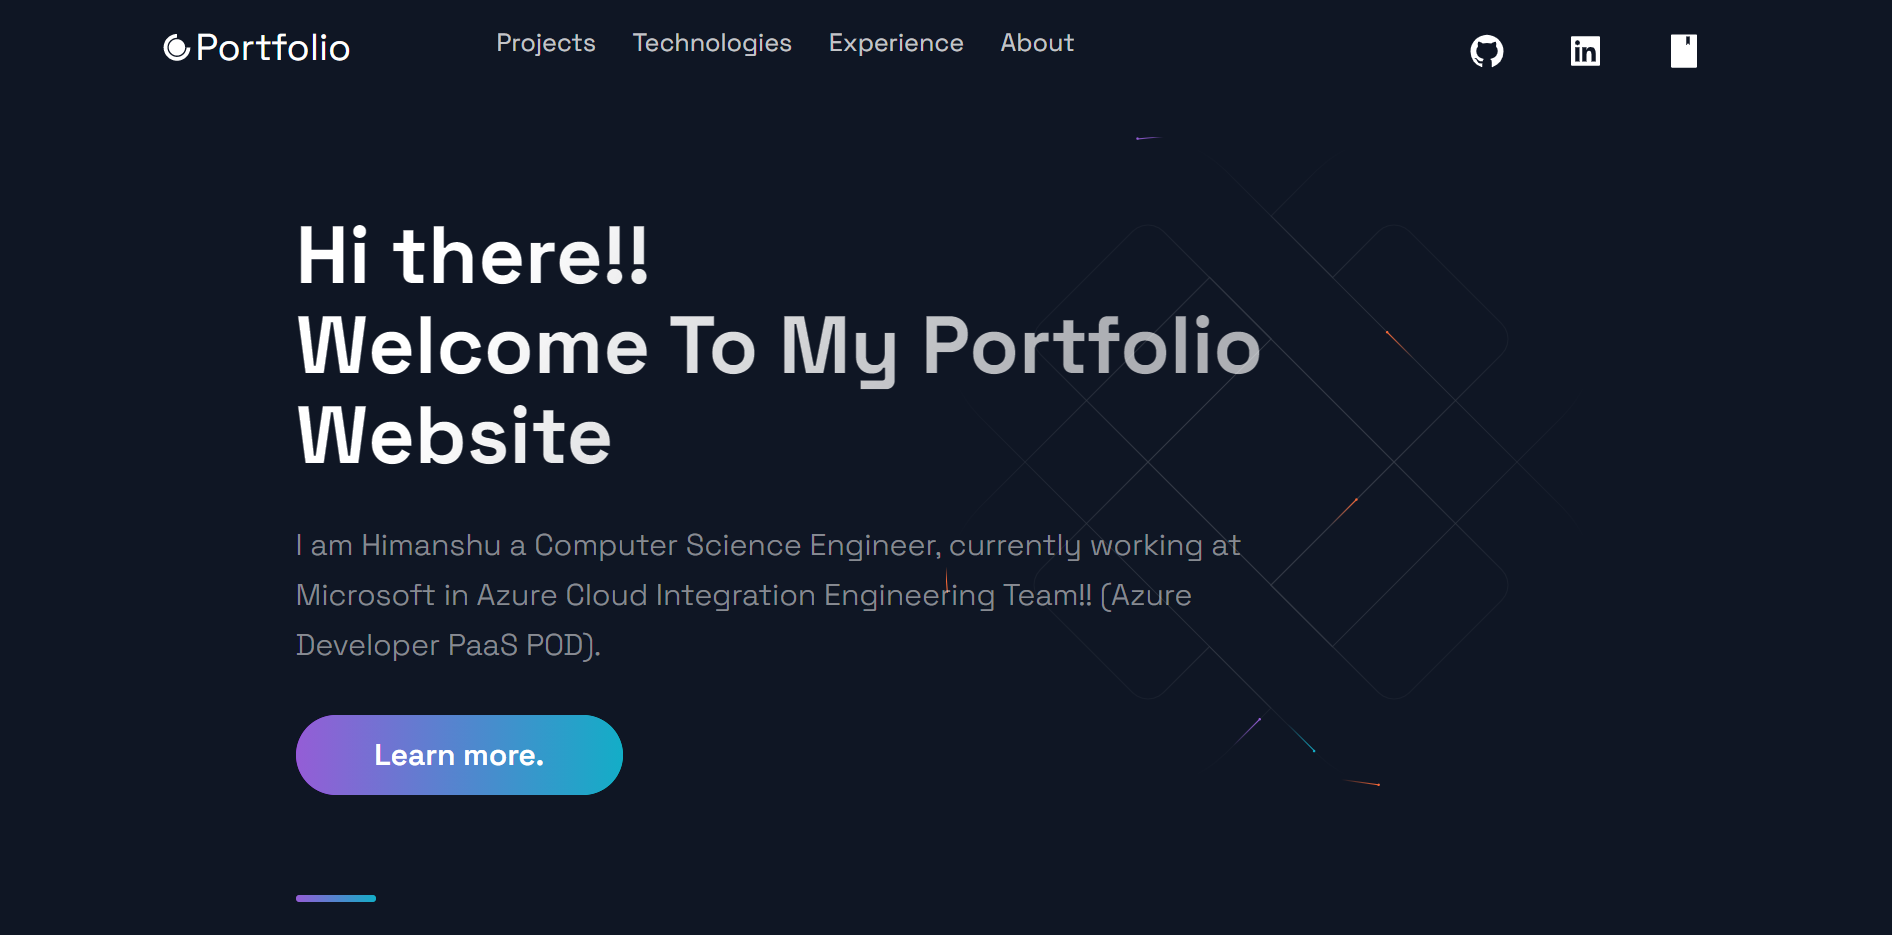 Portfolio
Projects Technologies Experience About
Hi there!!
Welcome To My Portfolio
Website
I am Himanshu a Computer Science Engineer, currently working at
Microsoft in Azure Cloud Integration Engineering Team!! (Azure
Developer PaaS POD).
Learn more.